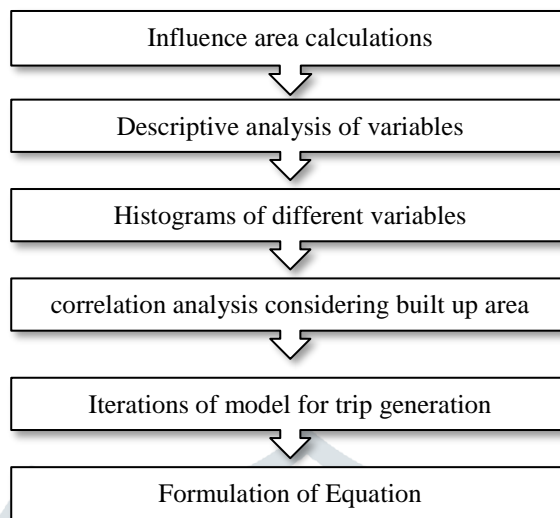 Influence area calculations
Descriptive analysis of variables
Histograms of different variables
correlation analysis considering built up area
Iterations of model for trip generation
Formulation of Equation